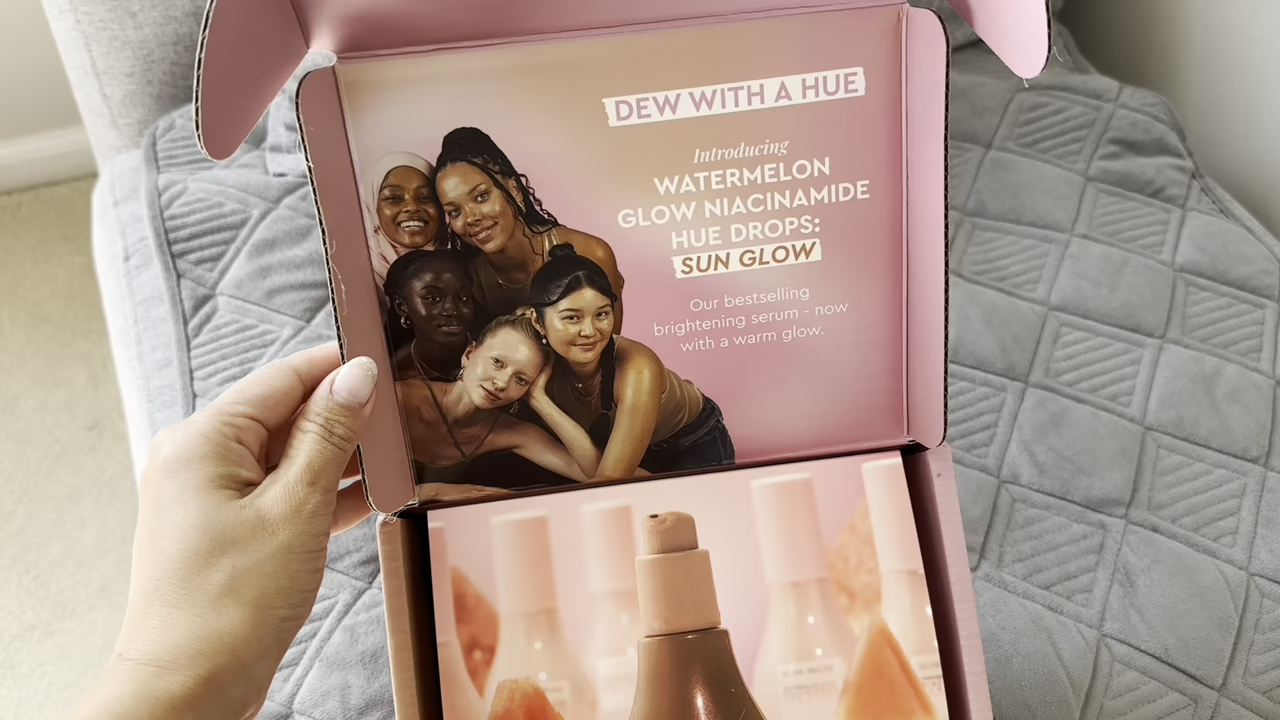 DEW WITH A HUE
Introducing
WATERMELON
GLOW NIACINAMIDE
HUE DROPS:
SUN GLOW
Our bestselling
brightening serum - now
with a warm glow.